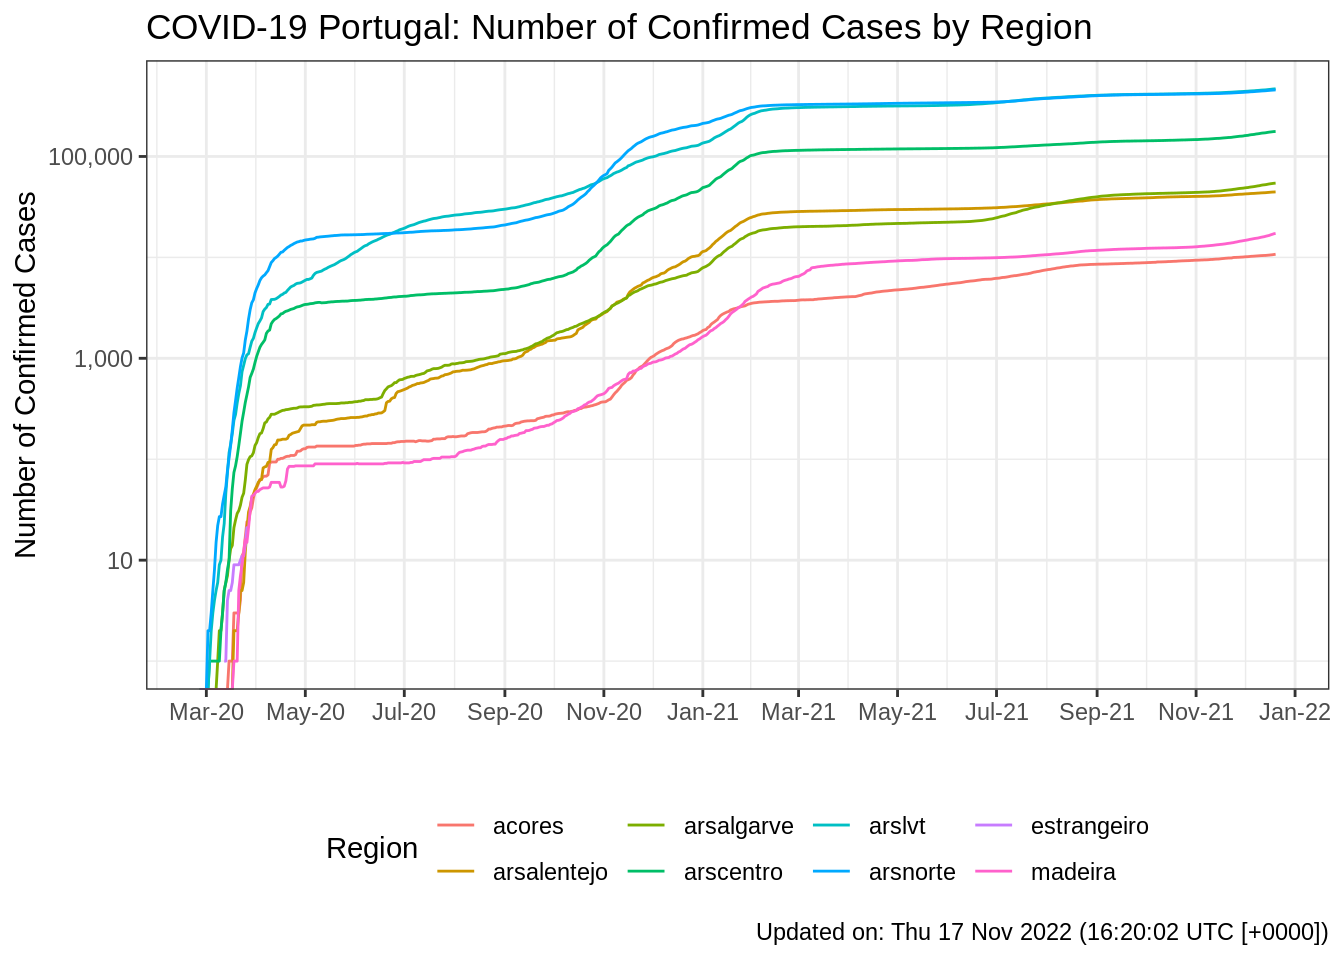 COVID-19 Portugal: Number of Confirmed Cases by Region
Number of Confirmed Cases
100,000
1,000
10
Mar-20 May-20 Jul-20 Sep-20 Nov-20 Jan-21 Mar-21 May-21 Jul-21 Sep-21 Nov-21 Jan-22
Region
acores arsalgarve arslvt estrangeiro
arsalentejo arscentro arsnorte madeira
Updated on: Thu 17 Nov 2022 (16:20:02 UTC [+0000])